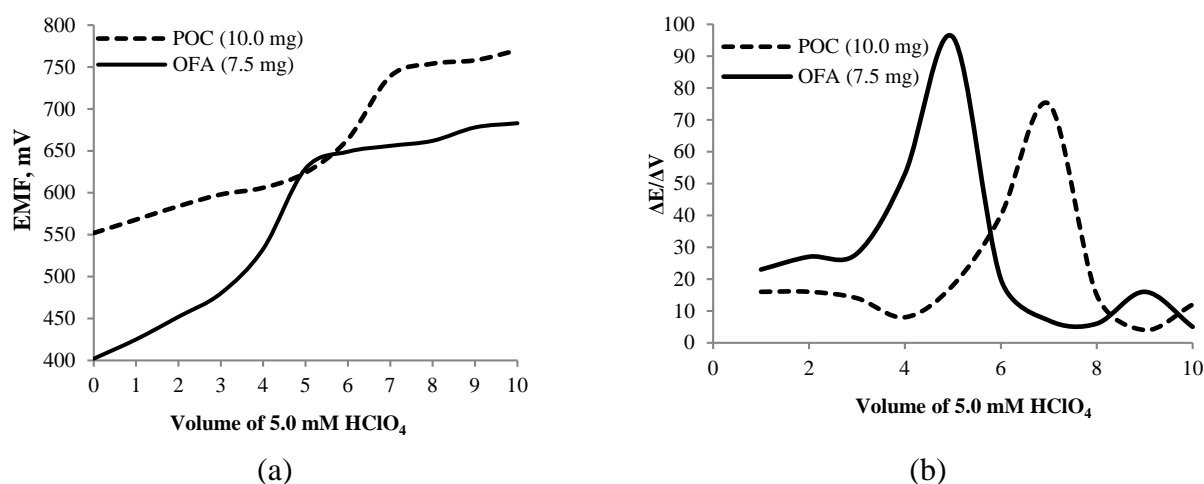 800
750
700
650
600
550
500
450
400
EMF, mV
POC (10.0 mg)
OFA (7.5 mg)
0 1 2 3 4 5 6 7 8 9 10
Volume of 5.0 mM HClO₄
(a)
100
90
80
70
60
50
40
30
20
10
0
ΔE/ΔV
POC (10.0 mg)
OFA (7.5 mg)
0 2 4 6 8 10
Volume of 5.0 mM HClO₄
(b)